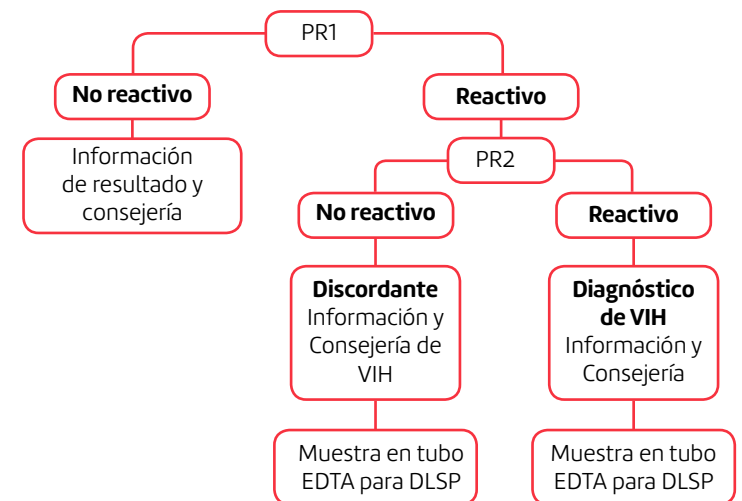 PR1
No reactivo
Reactivo
Información
de resultado y
consejería
PR2
No reactivo
Reactivo
Discordante
Información y
Consejería de
VIH
Diagnóstico
de VIH
Información y
Consejería
Muestra en tubo
EDTA para DLSP
Muestra en tubo
EDTA para DLSP